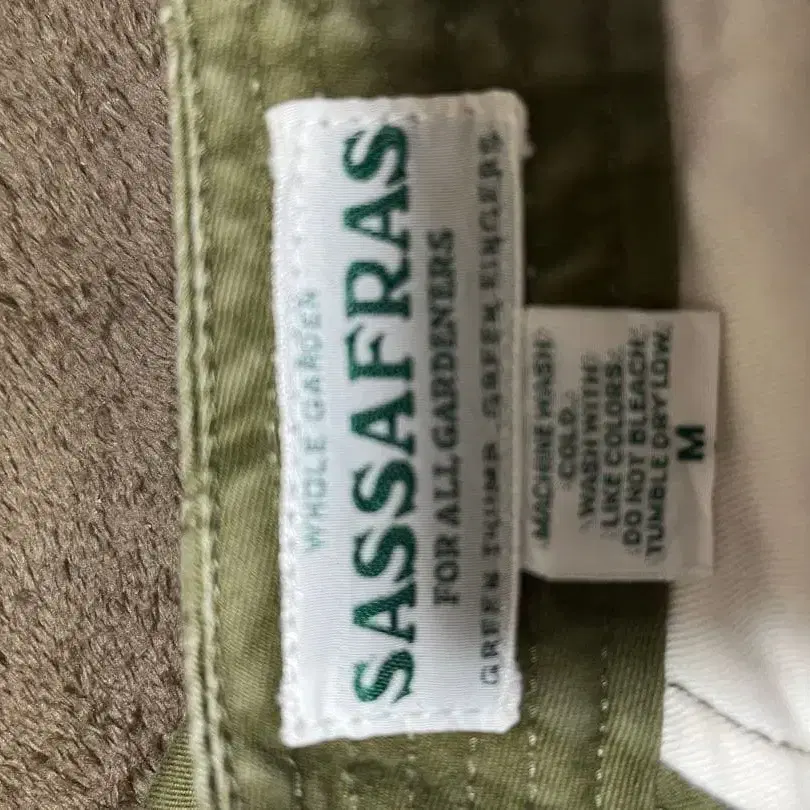 WHOLE GARDEN
SASSAFRAS
FOR ALL GARDENERS
GREEN THUMB GREEN FINGERS
MACHINE WASH
COLD.
WASH WITH
LIKE COLORS.
DO NOT BLEACH.
TUMBLE DRY LOW.
M